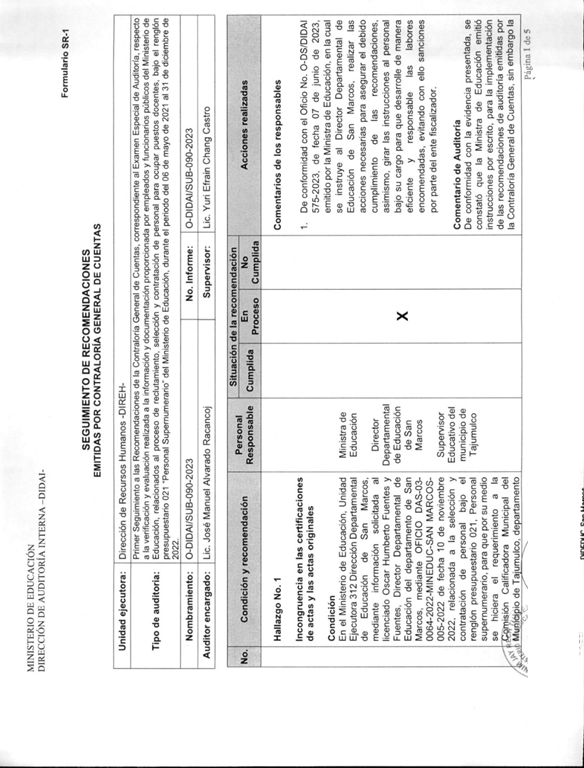 MINISTERIO DE EDUCACIÓN
DIRECCIÓN DE AUDITORÍA INTERNA –DIDAI-
Formulario SR-1
SEGUIMIENTO DE RECOMENDACIONES
EMITIDAS POR CONTRALORÍA GENERAL DE CUENTAS
Unidad ejecutora: Dirección de Recursos Humanos -DIREH-
Tipo de auditoría: Primer Seguimiento a las Recomendaciones de la Contraloría General de Cuentas, correspondiente al Examen Especial de Auditoría, respecto
a la verificación y evaluación realizada a la información y documentación proporcionada por empleados y funcionarios públicos del Ministerio de
Educación, relacionados al proceso de reclutamiento, selección y contratación de personal para ocupar puestos docentes, bajo el renglón
presupuestario 021 "Personal Supernumerario" del Ministerio de Educación, durante el periodo del 06 de mayo de 2021 al 31 de diciembre de
2022.
Nombramiento: O-DIDAI/SUB-090-2023 No. Informe: O-DIDAI/SUB-090-2023
Auditor encargado: Lic. José Manuel Alvarado Racancoj Supervisor: Lic. Yuri Efraín Chang Castro
No. Condición y recomendación Personal Responsable Situación de la recomendación Acciones realizadas
Cumplida En Proceso No Cumplida
Hallazgo No. 1
Incongruencia en las certificaciones
de actas y las actas originales
Condición
En el Ministerio de Educación, Unidad
Ejecutora 312 Dirección Departamental
de Educación de San Marcos,
mediante información solicitada al
licenciado Oscar Humberto Fuentes y
Fuentes, Director Departamental de
Educación del departamento de San
Marcos, mediante OFICIO DAS-03-
0064-2022-MINEDUC-SAN MARCOS-
005-2022 de fecha 10 de noviembre
2022, relacionada a la selección y
contratación de personal bajo el
renglón presupuestario 021, Personal
supernumerario, para que por su medio
se hiciera el requerimiento a la
Comisión Calificadora Municipal del
Municipio de Tajumulco, departamento
Ministra de
Educación
Director
Departamental
de Educación
de San
Marcos
Supervisor
Educativo del
municipio de
Tajumulco
X
Comentarios de los responsables
1. De conformidad con el Oficio No. O-DS/DIDAI
575-2023, de fecha 07 de junio de 2023,
emitido por la Ministra de Educación, en la cual
se instruye al Director Departamental de
Educación de San Marcos, realizar las
acciones necesarias para asegurar el debido
cumplimiento de las recomendaciones,
asimismo, girar las instrucciones al personal
bajo su cargo para que desarrolle de manera
eficiente y responsable las labores
encomendadas, evitando con ello sanciones
por parte del ente fiscalizador.
Comentario de Auditoría
De conformidad con la evidencia presentada, se
constató que la Ministra de Educación emitió
instrucciones por escrito, para la implementación
de las recomendaciones de auditoría emitidas por
la Contraloría General de Cuentas, sin embargo la
Página 1 de 5